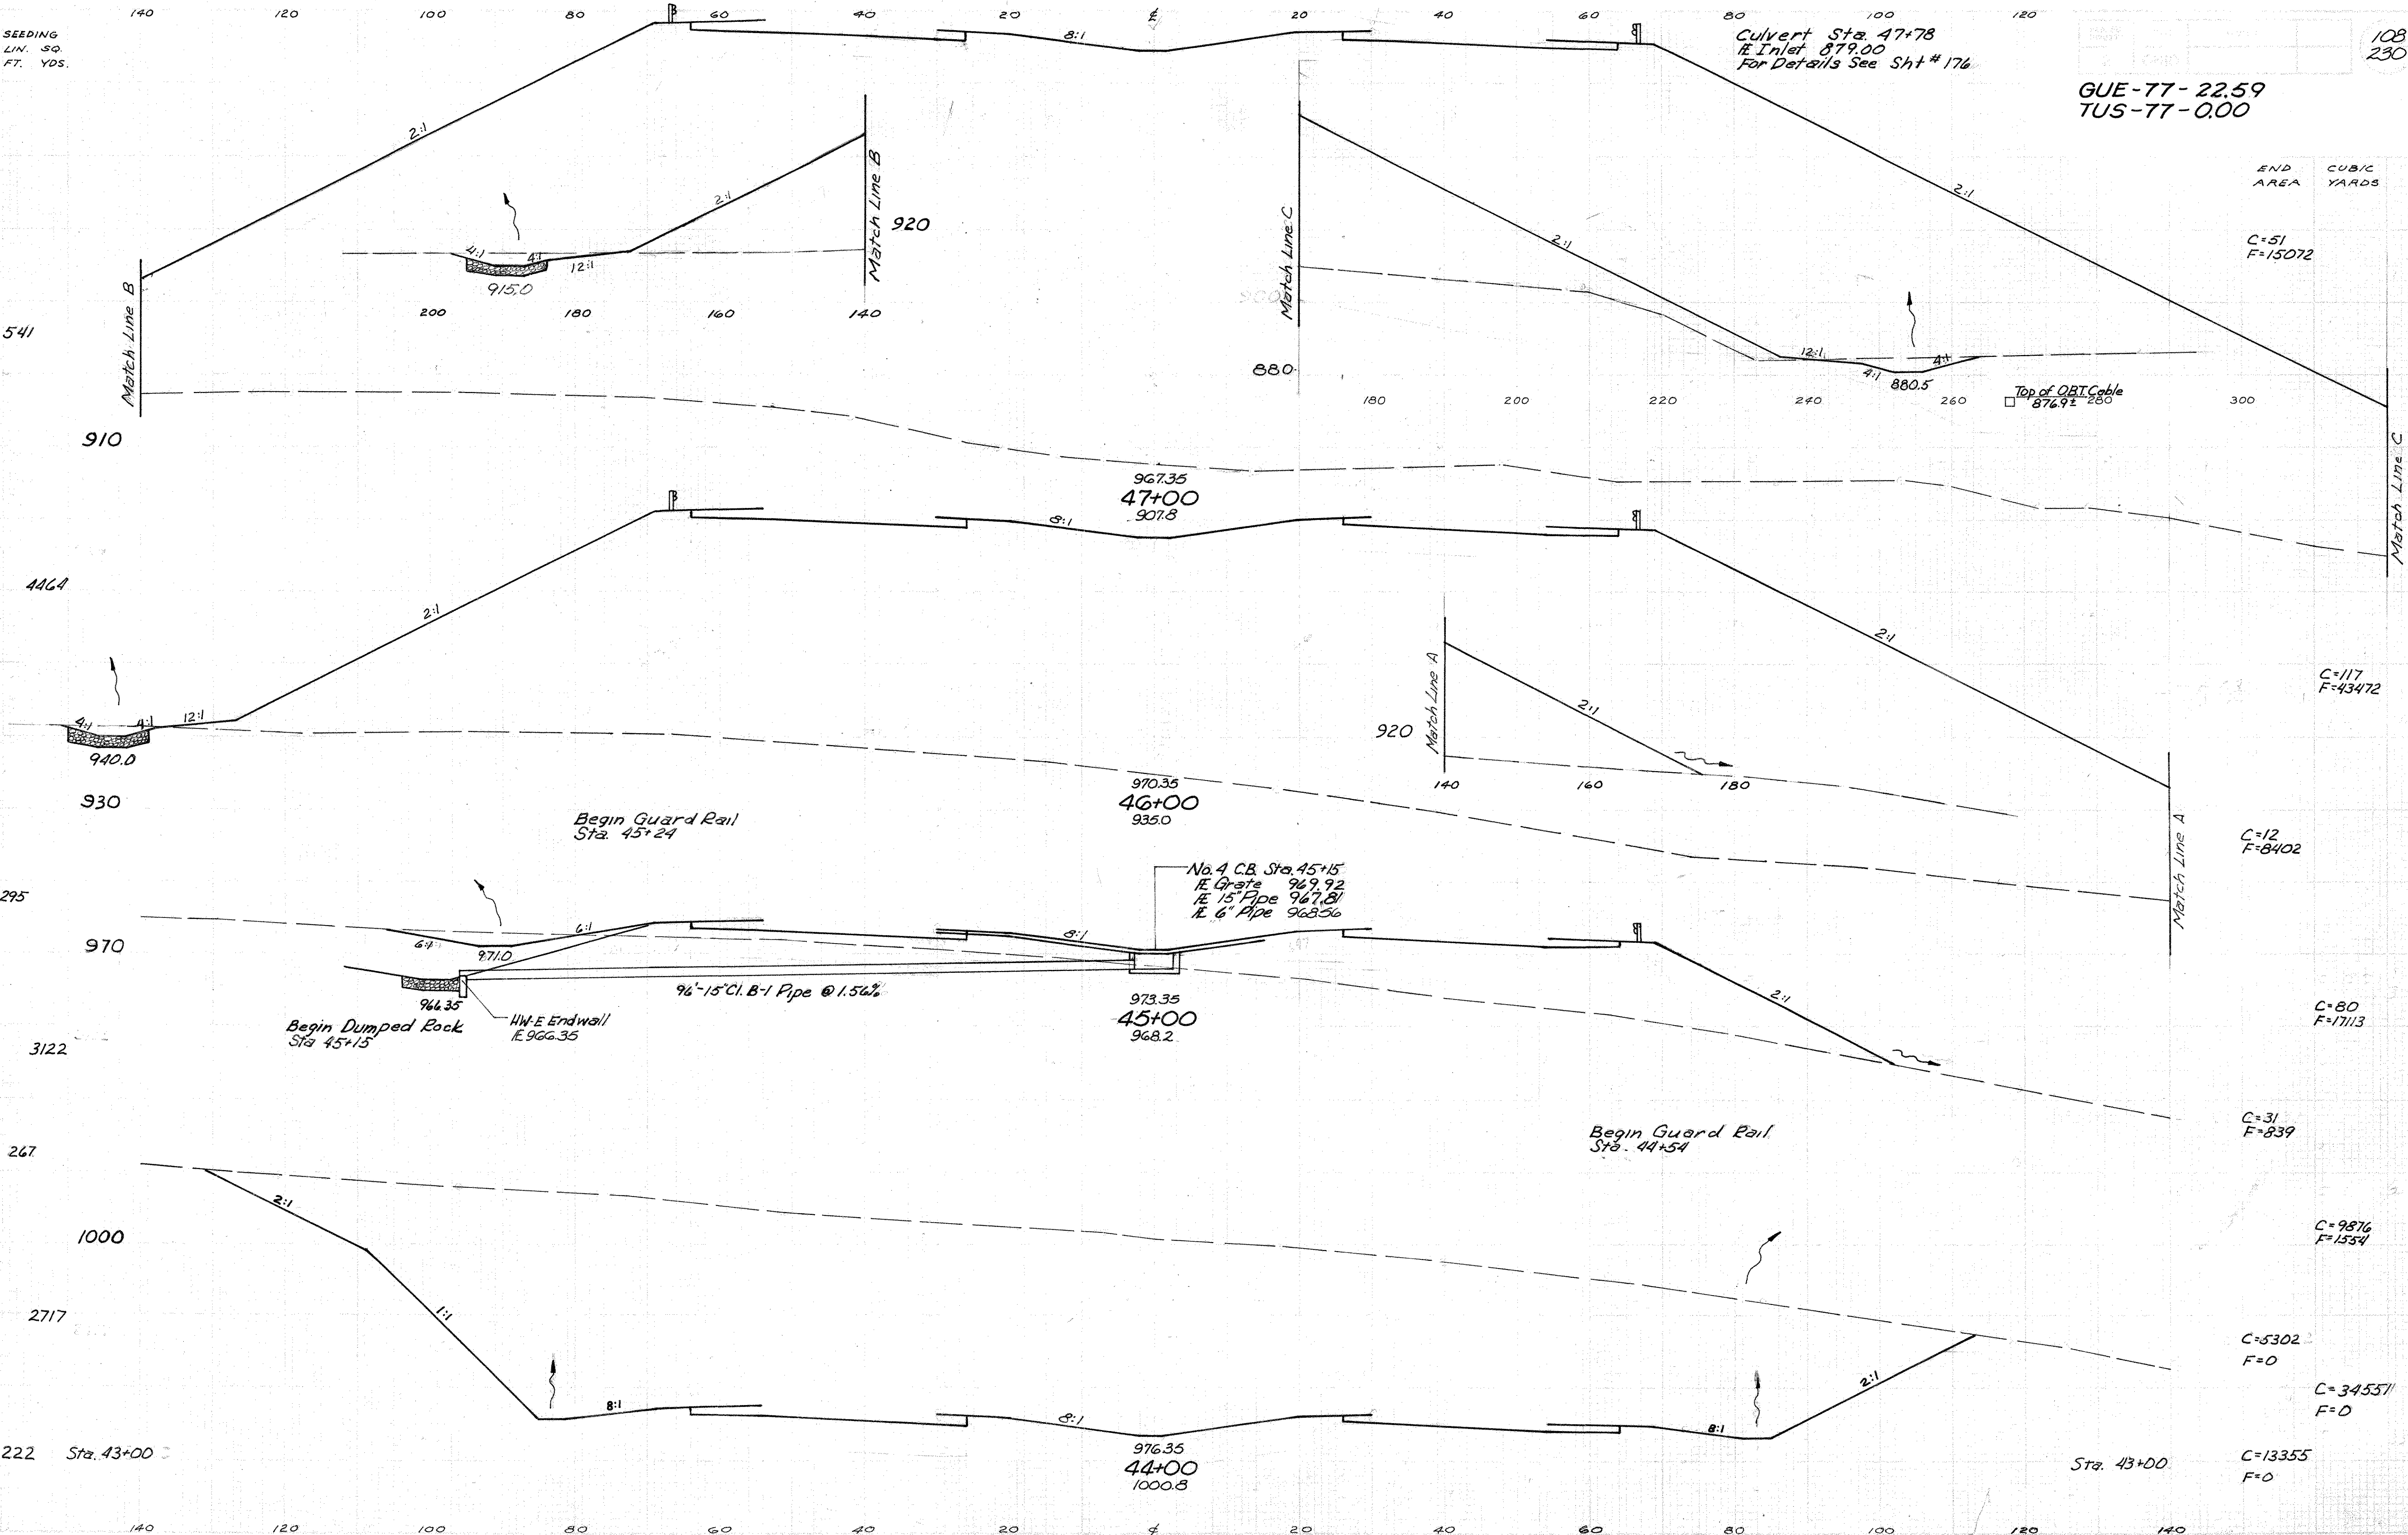 140 120 100 80 60 40 20 ℄ 20 40 60 80 100 120
SEEDING
LIN. SQ.
FT. YDS.
Culvert Sta. 47+78
℄ Inlet 879.00
For Details See Sht # 176
108
230
GUE-77-22.59
TUS-77-0.00
END CUBIC
AREA YARDS
8:1
2:1
2:1
2:1
2:1
Match Line B
920
Match Line C
C=51
F=15072
4:1 4:1 12:1
915.0
200 180 160 140
541
Match Line B
880
12:1
4:1
4:1
880.5
Top of O.B.T. Cable
876.9±
180 200 220 240 260 280 300
910
Match Line C
967.35
47+00
907.8
8:1
4464
2:1
2:1
Match Line A
920
2:1
140 160 180
C=117
F=43472
4:1 4:1 12:1
940.0
930
970.35
46+00
935.0
Begin Guard Rail
Sta. 45+24
Match Line A
C=12
F=8402
No. 4 C.B. Sta. 45+15
℄ Grate 969.92
℄ 15" Pipe 967.81
℄ 6" Pipe 968.56
295
970
6:1
6:1
8:1
971.0
96'-15" Cl. B-1 Pipe @ 1.56%
966.35
HW-E Endwall
℄ 966.35
Begin Dumped Rock
Sta 45+15
973.35
45+00
968.2
2:1
C=80
F=17113
3122
C=31
F=839
Begin Guard Rail
Sta. 44+54
267
2:1
1000
C=9876
F=1554
1:1
2717
C=5302
F=0
2:1
8:1
8:1
8:1
C=34551
F=0
976.35
44+00
1000.8
222 Sta. 43+00
Sta. 43+00
C=13355
F=0
140 120 100 80 60 40 20 ℄ 20 40 60 80 100 120 140